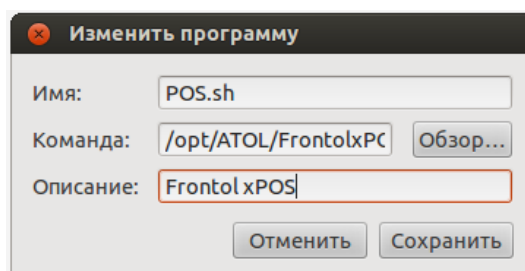 Изменить программу
Имя: POS.sh
Команда: /opt/ATOL/FrontolxPC Обзор...
Описание: Frontol xPOS
Отменить Сохранить